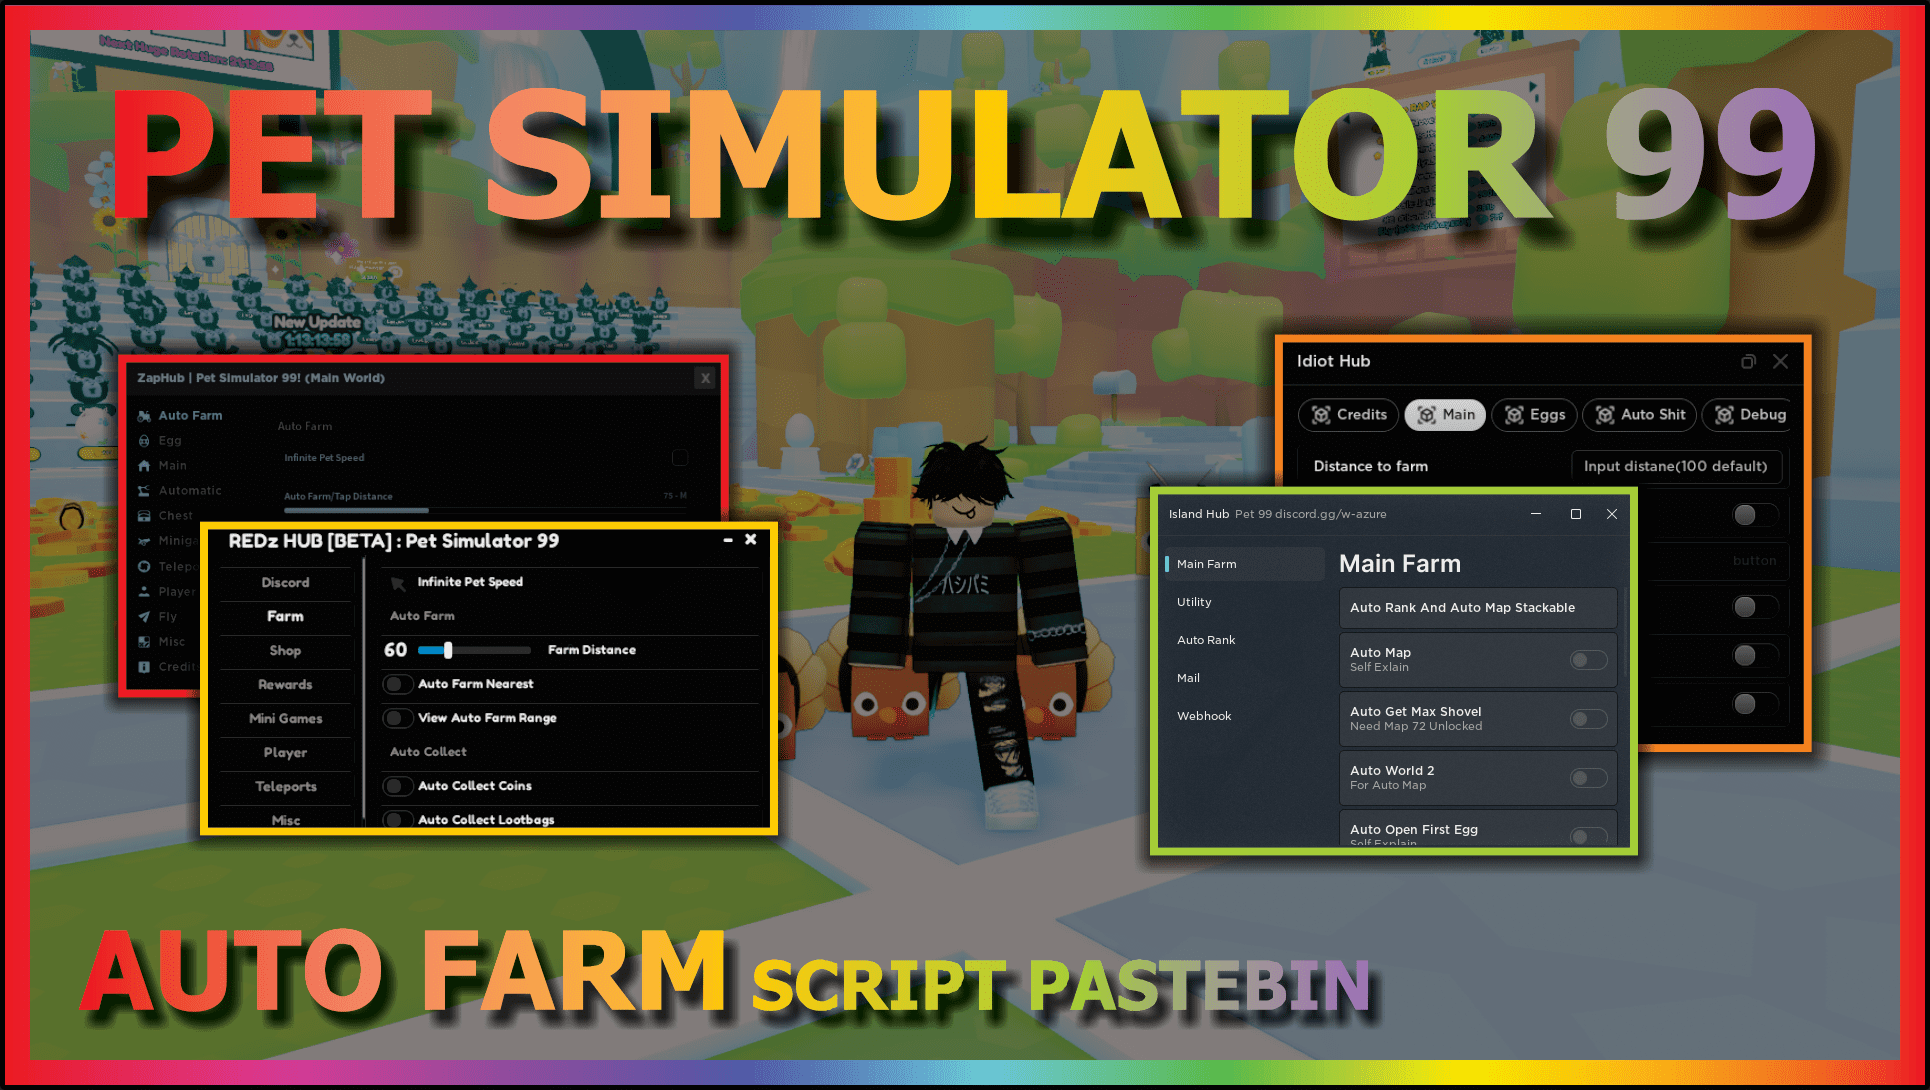 Next Huge Rotation: 21:13:58
PET SIMULATOR 99
New Update
1:13:13:58
ZapHub | Pet Simulator 99! (Main World)
X
Auto Farm
Egg
Main
Automatic
Chest
Minig
Telepo
Player
Fly
Misc
Credit
Auto Farm
Infinite Pet Speed
Auto Farm/Tap Distance
75 - M
REDz HUB [BETA] : Pet Simulator 99
Discord
Farm
Shop
Rewards
Mini Games
Player
Teleports
Misc
Infinite Pet Speed
Auto Farm
60
Farm Distance
Auto Farm Nearest
View Auto Farm Range
Auto Collect
Auto Collect Coins
Auto Collect Lootbags
Idiot Hub
Credits
Main
Eggs
Auto Shit
Debug
Distance to farm
Input distane(100 default)
button
Island Hub Pet 99 discord.gg/w-azure
Main Farm
Utility
Auto Rank
Mail
Webhook
Main Farm
Auto Rank And Auto Map Stackable
Auto Map
Self Exlain
Auto Get Max Shovel
Need Map 72 Unlocked
Auto World 2
For Auto Map
Auto Open First Egg
Self Explain
AUTO FARM SCRIPT PASTEBIN